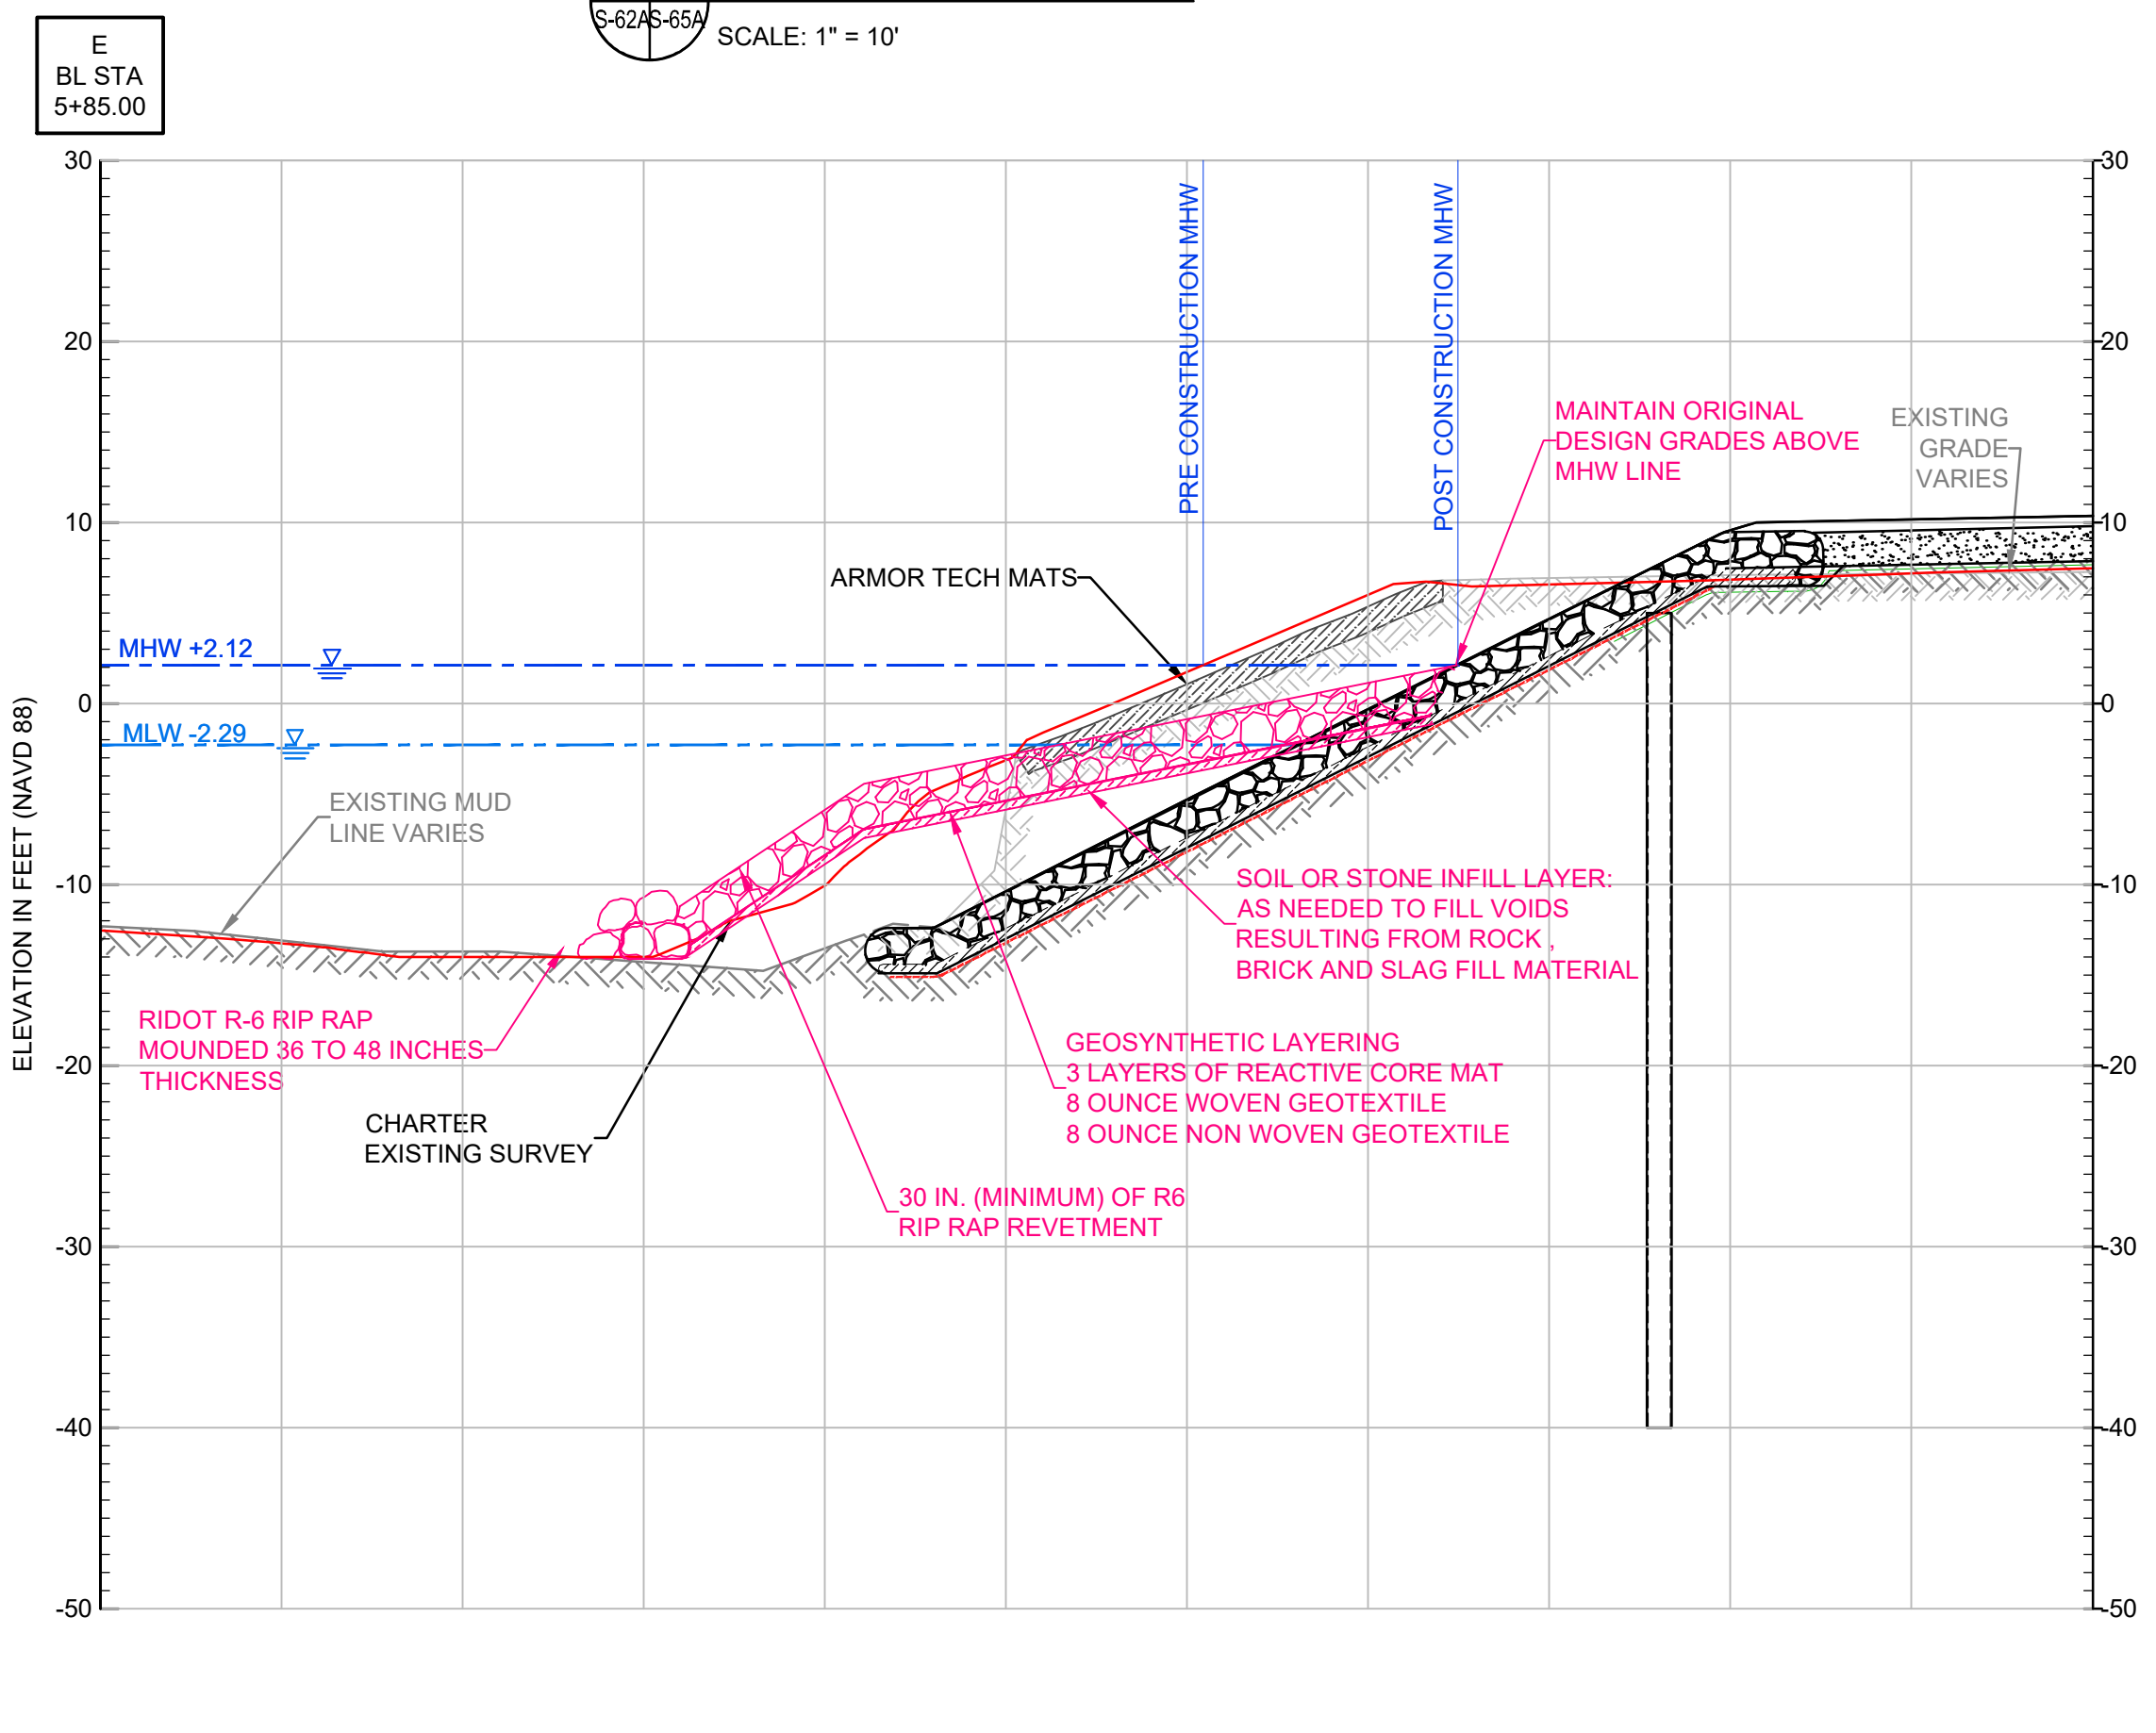 S-62A S-65A
SCALE: 1" = 10'
E
BL STA
5+85.00
30
20
10
0
-10
-20
-30
-40
-50
30
20
10
0
-10
-20
-30
-40
-50
ELEVATION IN FEET (NAVD 88)
PRE CONSTRUCTION MHW
POST CONSTRUCTION MHW
MAINTAIN ORIGINAL
DESIGN GRADES ABOVE
MHW LINE
EXISTING
GRADE
VARIES
ARMOR TECH MATS
MHW +2.12
MLW -2.29
EXISTING MUD
LINE VARIES
SOIL OR STONE INFILL LAYER:
AS NEEDED TO FILL VOIDS
RESULTING FROM ROCK ,
BRICK AND SLAG FILL MATERIAL
RIDOT R-6 RIP RAP
MOUNDED 36 TO 48 INCHES
THICKNESS
GEOSYNTHETIC LAYERING
3 LAYERS OF REACTIVE CORE MAT
8 OUNCE WOVEN GEOTEXTILE
8 OUNCE NON WOVEN GEOTEXTILE
CHARTER
EXISTING SURVEY
30 IN. (MINIMUM) OF R6
RIP RAP REVETMENT